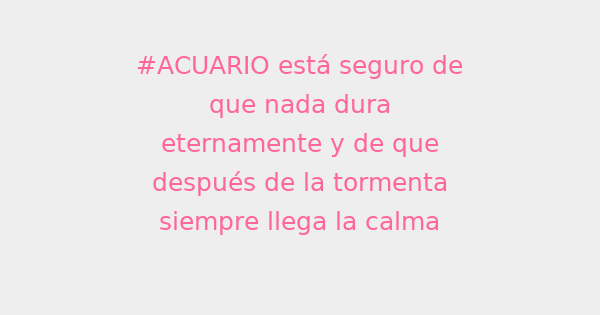 #ACUARIO está seguro de
que nada dura
eternamente y de que
después de la tormenta
siempre llega la calma